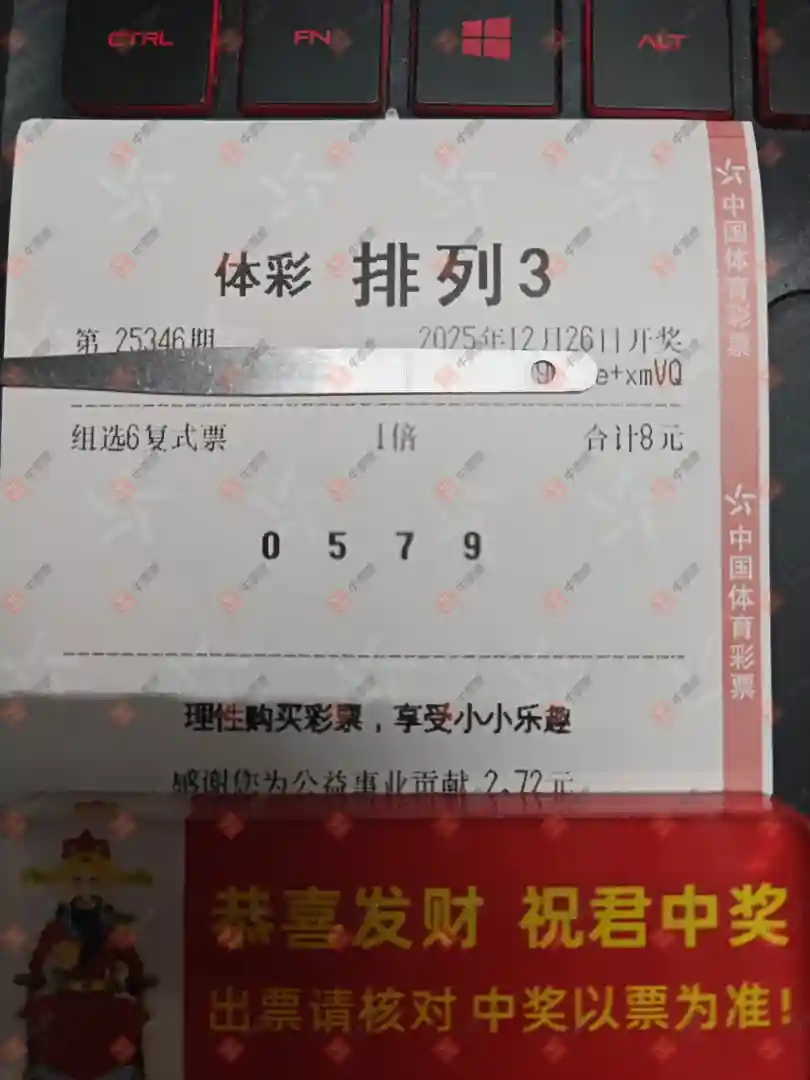 CTRL FN ALT
体彩 排列3
第 25346期 2025年12月26日开奖
e+xmVQ
组选6复式票 1倍 合计8元
0 5 7 9
理性购买彩票，享受小小乐趣
感谢您为公益事业贡献 2.72元
中国体育彩票
中国体育彩票
恭喜发财 祝君中奖
出票请核对 中奖以票为准!